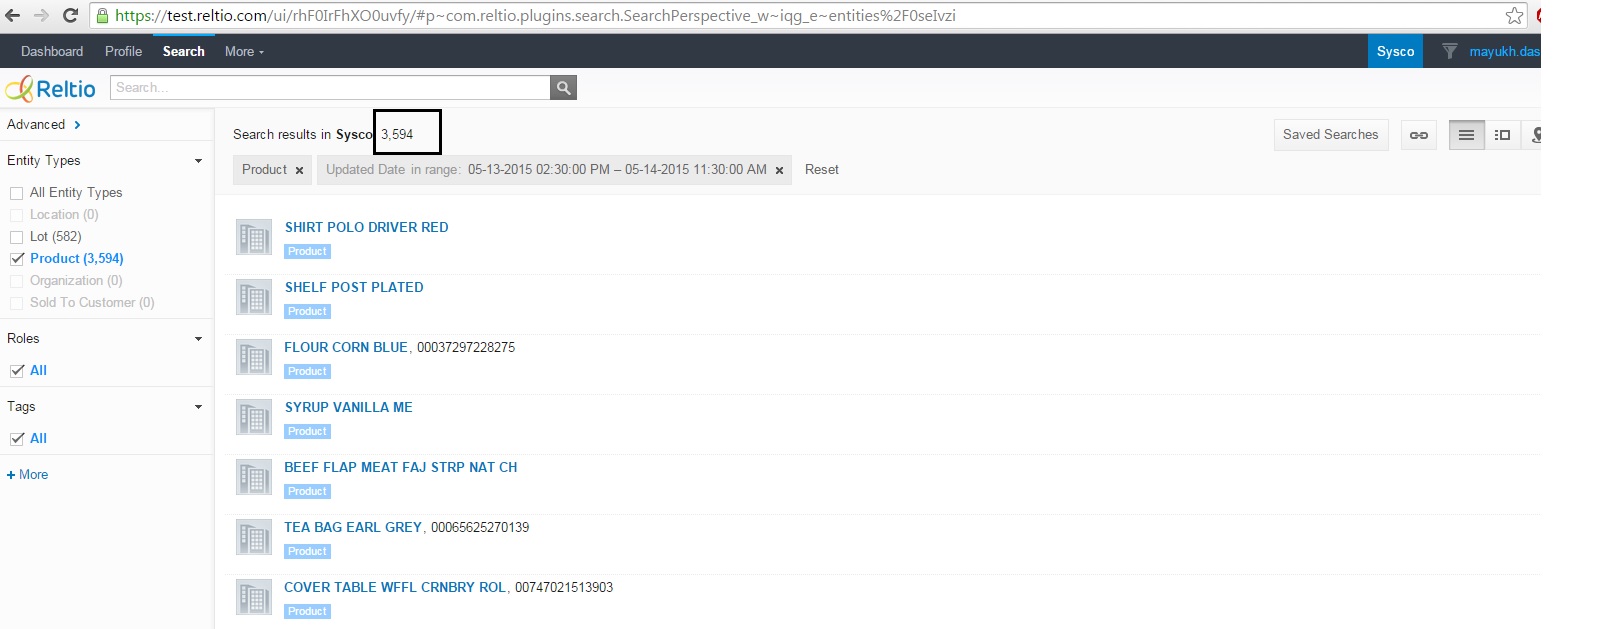 https://test.reltio.com/ui/rhF0IrFhXO0uvfy/#p~com.reltio.plugins.search.SearchPerspective_w~iqg_e~entities%2F0seIvzi
Dashboard Profile Search More Sysco mayukh.das
Reltio Search...
Advanced
Search results in Sysco 3,594 Saved Searches
Entity Types
Product × Updated Date in range: 05-13-2015 02:30:00 PM – 05-14-2015 11:30:00 AM × Reset
All Entity Types
Location (0)
Lot (582)
Product (3,594)
Organization (0)
Sold To Customer (0)
Roles
All
Tags
All
+ More
SHIRT POLO DRIVER RED
Product
SHELF POST PLATED
Product
FLOUR CORN BLUE, 00037297228275
Product
SYRUP VANILLA ME
Product
BEEF FLAP MEAT FAJ STRP NAT CH
Product
TEA BAG EARL GREY, 00065625270139
Product
COVER TABLE WFFL CRNBRY ROL, 00747021513903
Product